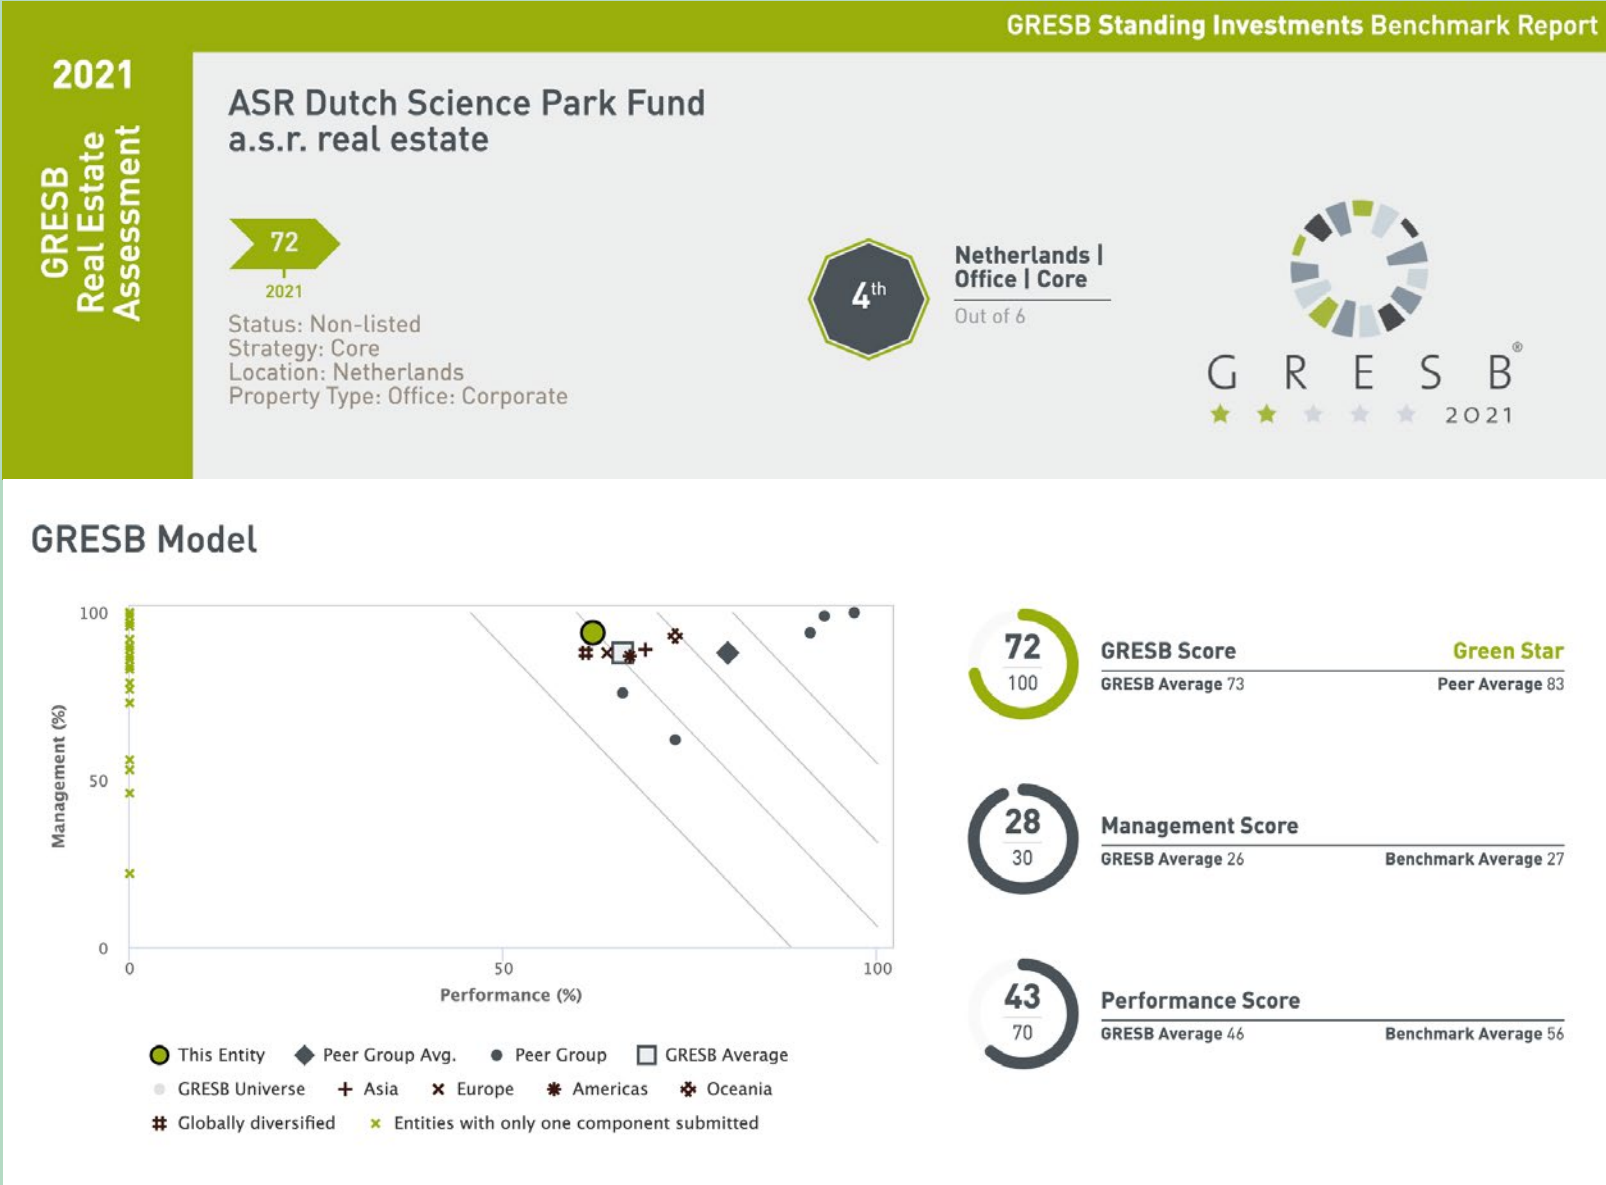 GRESB Standing Investments Benchmark Report
2021
GRESB
Real Estate
Assessment
ASR Dutch Science Park Fund
a.s.r. real estate
72
2021
Status: Non-listed
Strategy: Core
Location: Netherlands
Property Type: Office: Corporate
4th
Netherlands |
Office | Core
Out of 6
G R E S B®
2021
GRESB Model
100
50
0
Management (%)
0 50 100
Performance (%)
This Entity Peer Group Avg. Peer Group GRESB Average
GRESB Universe Asia Europe Americas Oceania
Globally diversified Entities with only one component submitted
72
100
GRESB Score Green Star
GRESB Average 73 Peer Average 83
28
30
Management Score
GRESB Average 26 Benchmark Average 27
43
70
Performance Score
GRESB Average 46 Benchmark Average 56